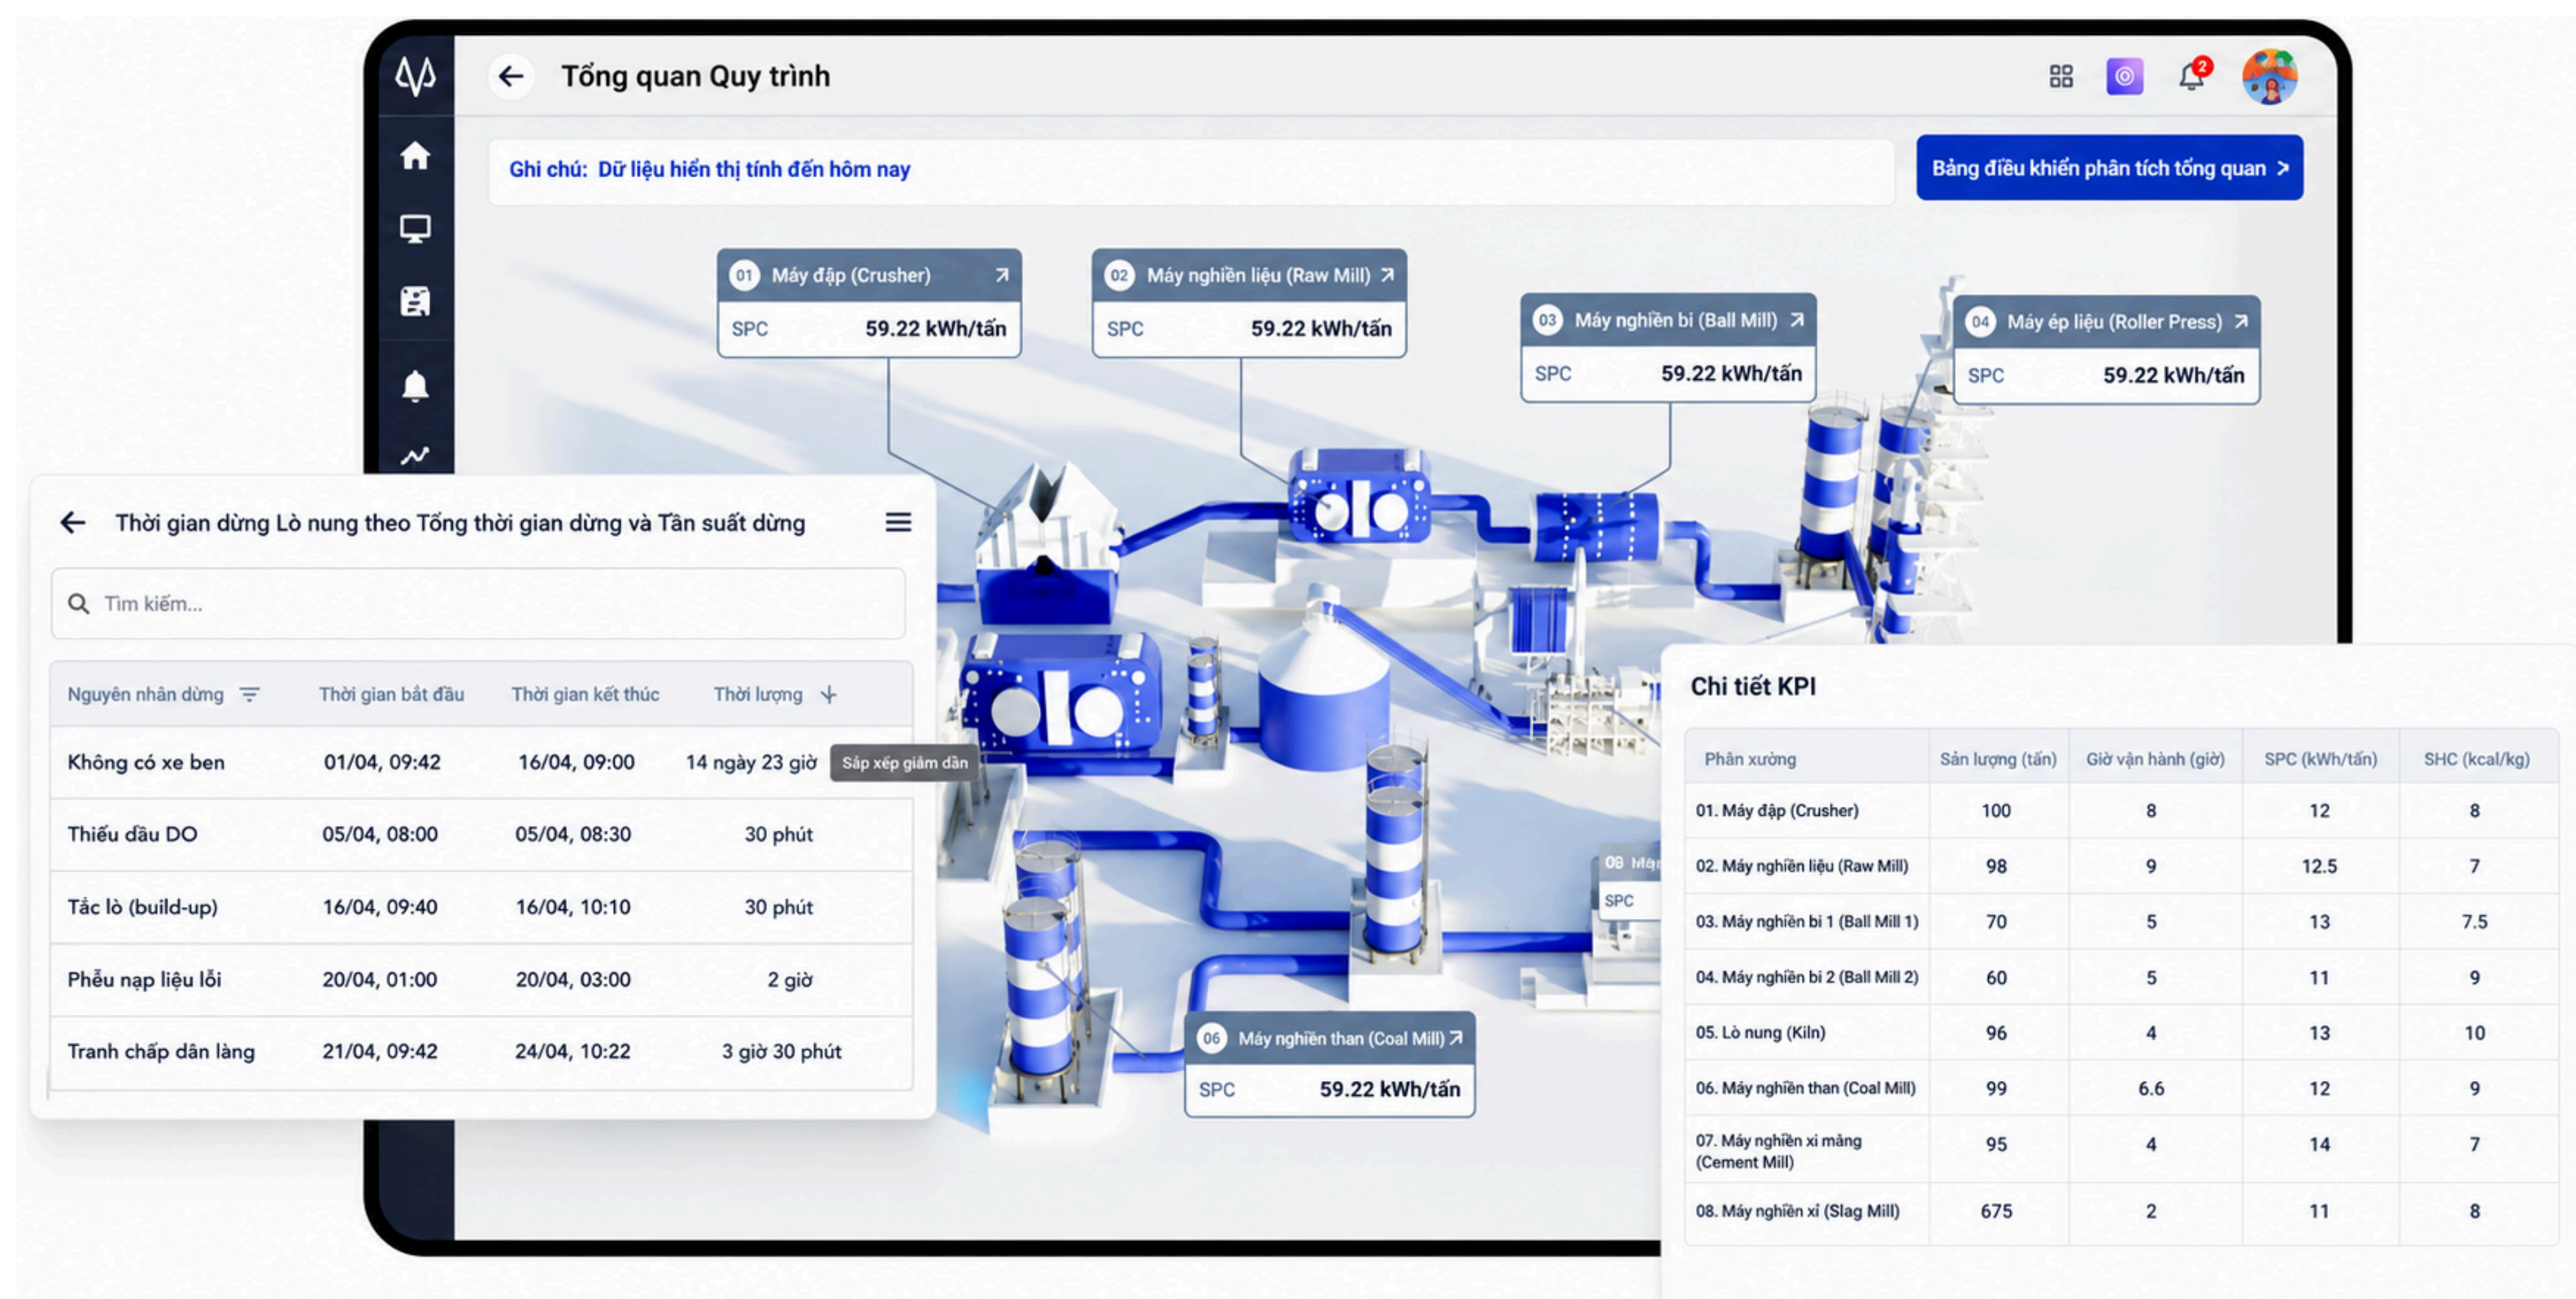 Tổng quan Quy trình
2
Ghi chú: Dữ liệu hiển thị tính đến hôm nay
Bảng điều khiển phân tích tổng quan >
01 Máy đập (Crusher)
SPC 59.22 kWh/tấn
02 Máy nghiền liệu (Raw Mill)
SPC 59.22 kWh/tấn
03 Máy nghiền bi (Ball Mill)
SPC 59.22 kWh/tấn
04 Máy ép liệu (Roller Press)
SPC 59.22 kWh/tấn
Thời gian dừng Lò nung theo Tổng thời gian dừng và Tần suất dừng
Tìm kiếm...
Nguyên nhân dừng Thời gian bắt đầu Thời gian kết thúc Thời lượng
Không có xe ben 01/04, 09:42 16/04, 09:00 14 ngày 23 giờ
Sắp xếp giảm dần
Thiếu dầu DO 05/04, 08:00 05/04, 08:30 30 phút
Tắc lò (build-up) 16/04, 09:40 16/04, 10:10 30 phút
Phễu nạp liệu lỗi 20/04, 01:00 20/04, 03:00 2 giờ
Tranh chấp dân làng 21/04, 09:42 24/04, 10:22 3 giờ 30 phút
08
SPC
06 Máy nghiền than (Coal Mill)
SPC 59.22 kWh/tấn
Chi tiết KPI
Phân xưởng Sản lượng (tấn) Giờ vận hành (giờ) SPC (kWh/tấn) SHC (kcal/kg)
01. Máy đập (Crusher) 100 8 12 8
02. Máy nghiền liệu (Raw Mill) 98 9 12.5 7
03. Máy nghiền bi 1 (Ball Mill 1) 70 5 13 7.5
04. Máy nghiền bi 2 (Ball Mill 2) 60 5 11 9
05. Lò nung (Kiln) 96 4 13 10
06. Máy nghiền than (Coal Mill) 99 6.6 12 9
07. Máy nghiền xi măng
(Cement Mill) 95 4 14 7
08. Máy nghiền xỉ (Slag Mill) 675 2 11 8